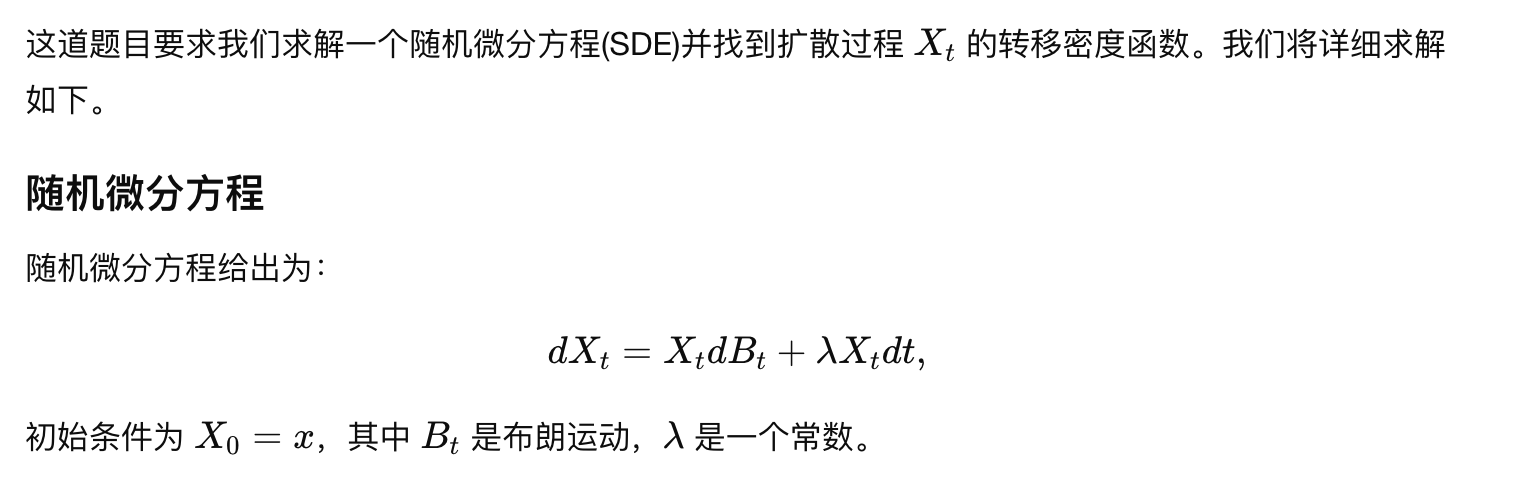 这道题目要求我们求解一个随机微分方程(SDE)并找到扩散过程 X_t 的转移密度函数。我们将详细求解
如下。
随机微分方程
随机微分方程给出为：
dX_t = X_t dB_t + λX_t dt,
初始条件为 X_0 = x，其中 B_t 是布朗运动，λ 是一个常数。